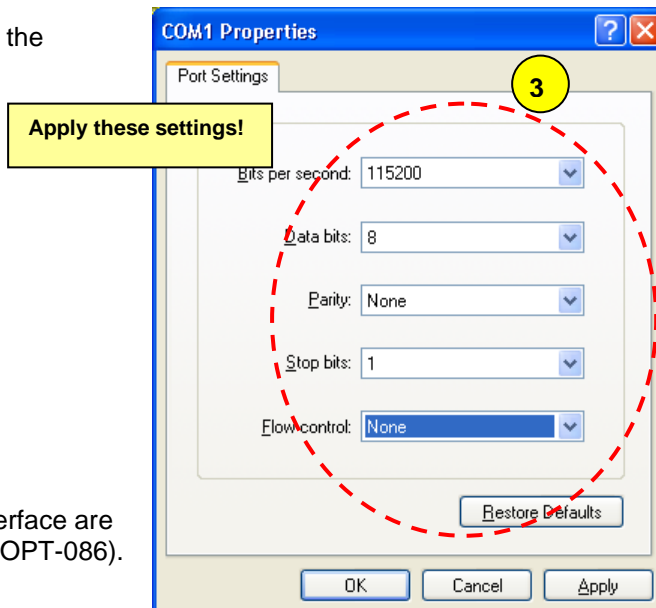 the
COM1 Properties
Port Settings
3
Apply these settings!
Bits per second: 115200
Data bits: 8
Parity: None
Stop bits: 1
Flow control: None
Restore Defaults
erface are
OPT-086).
OK Cancel Apply